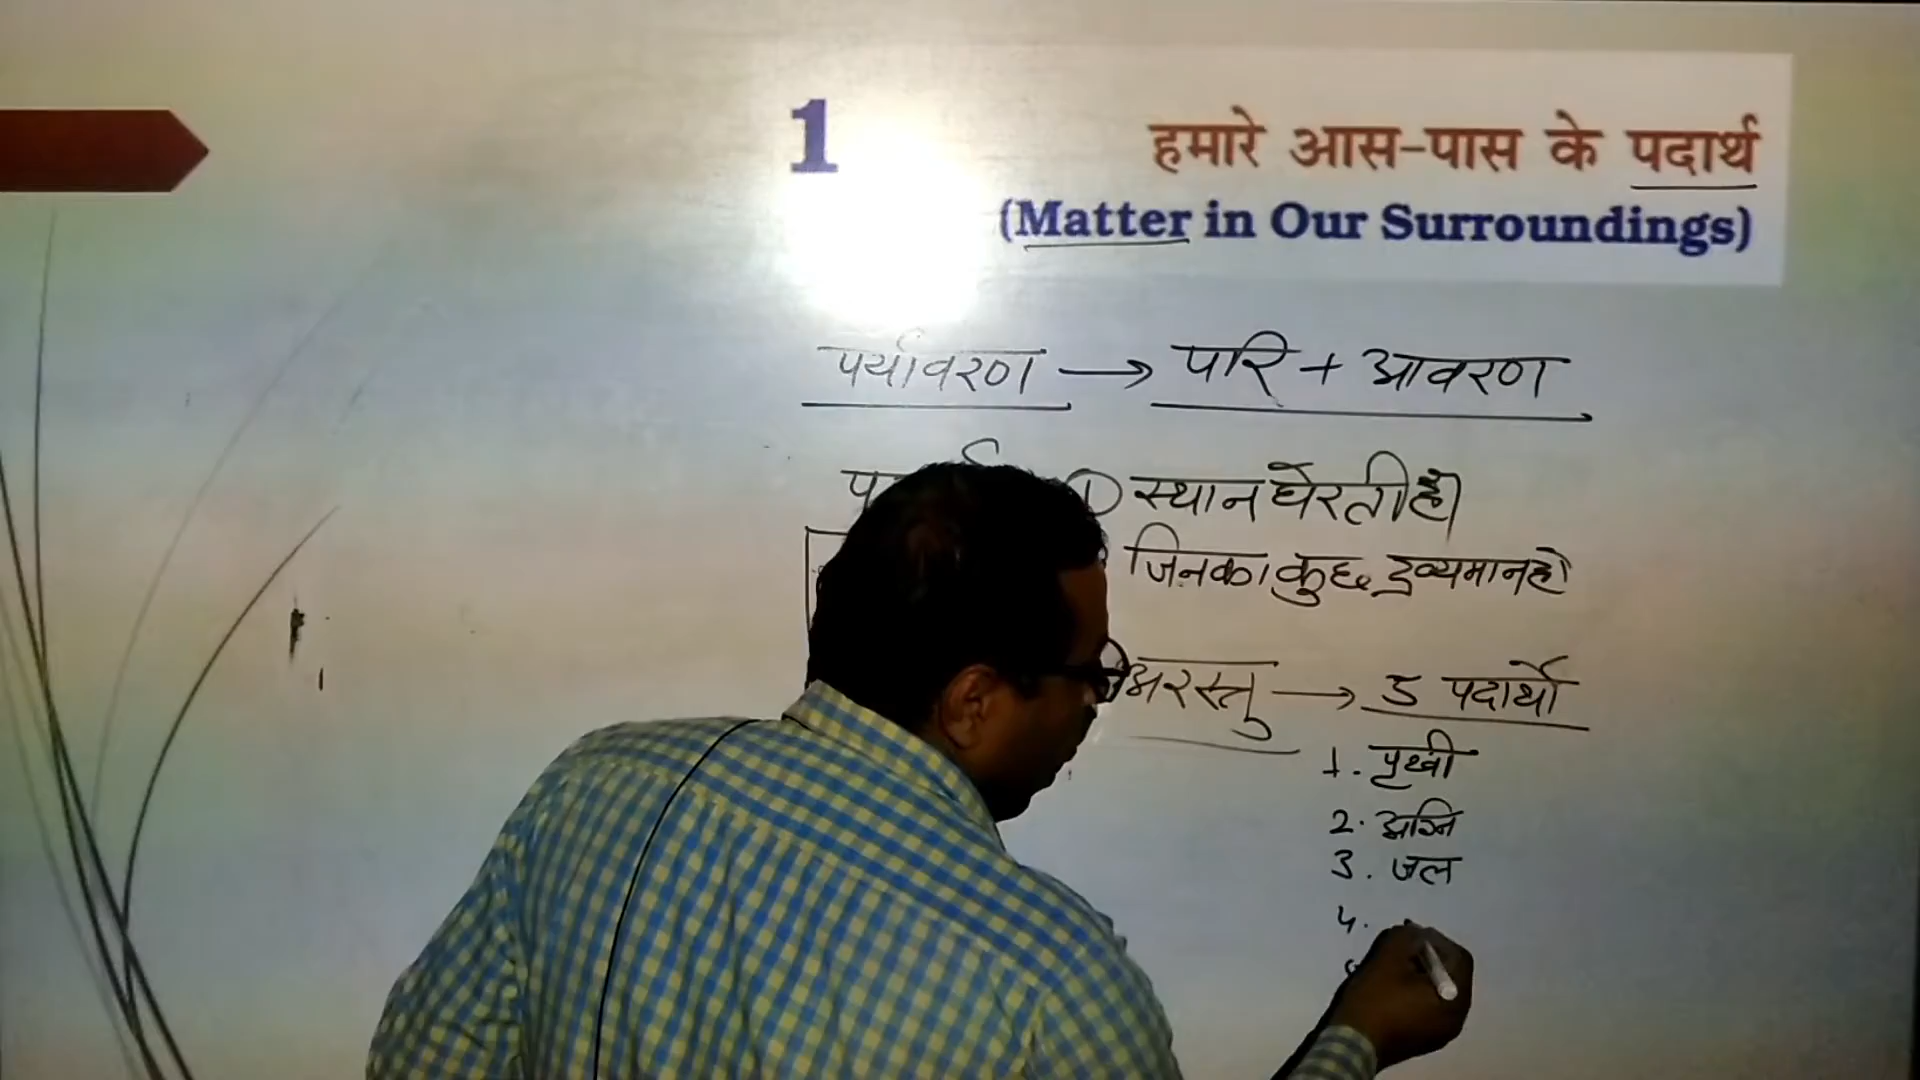 1
हमारे आस-पास के पदार्थ
(Matter in Our Surroundings)
पर्यावरण → परि + आवरण
① स्थान घेरती है।
जिनका कुछ द्रव्यमान हो
अरस्तु → 5 पदार्थो
1. पृथ्वी
2. अग्नि
3. जल
4.